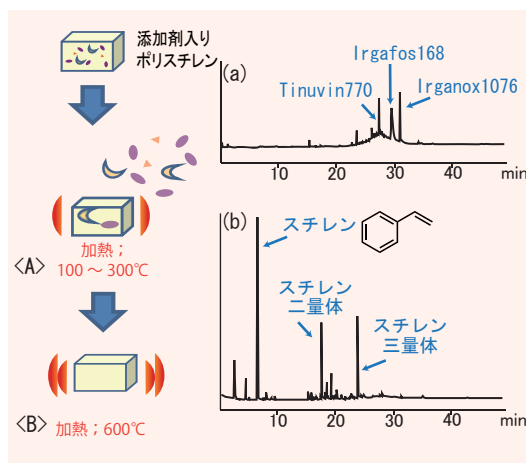 添加剤入り
ポリスチレン
<A>
加熱；
100 ～ 300℃
<B>
加熱；600℃
(a)
Irgafos168
Tinuvin770
Irganox1076
10
20
30
40
min
(b)
スチレン
スチレン
二量体
スチレン
三量体
10
20
30
40
min